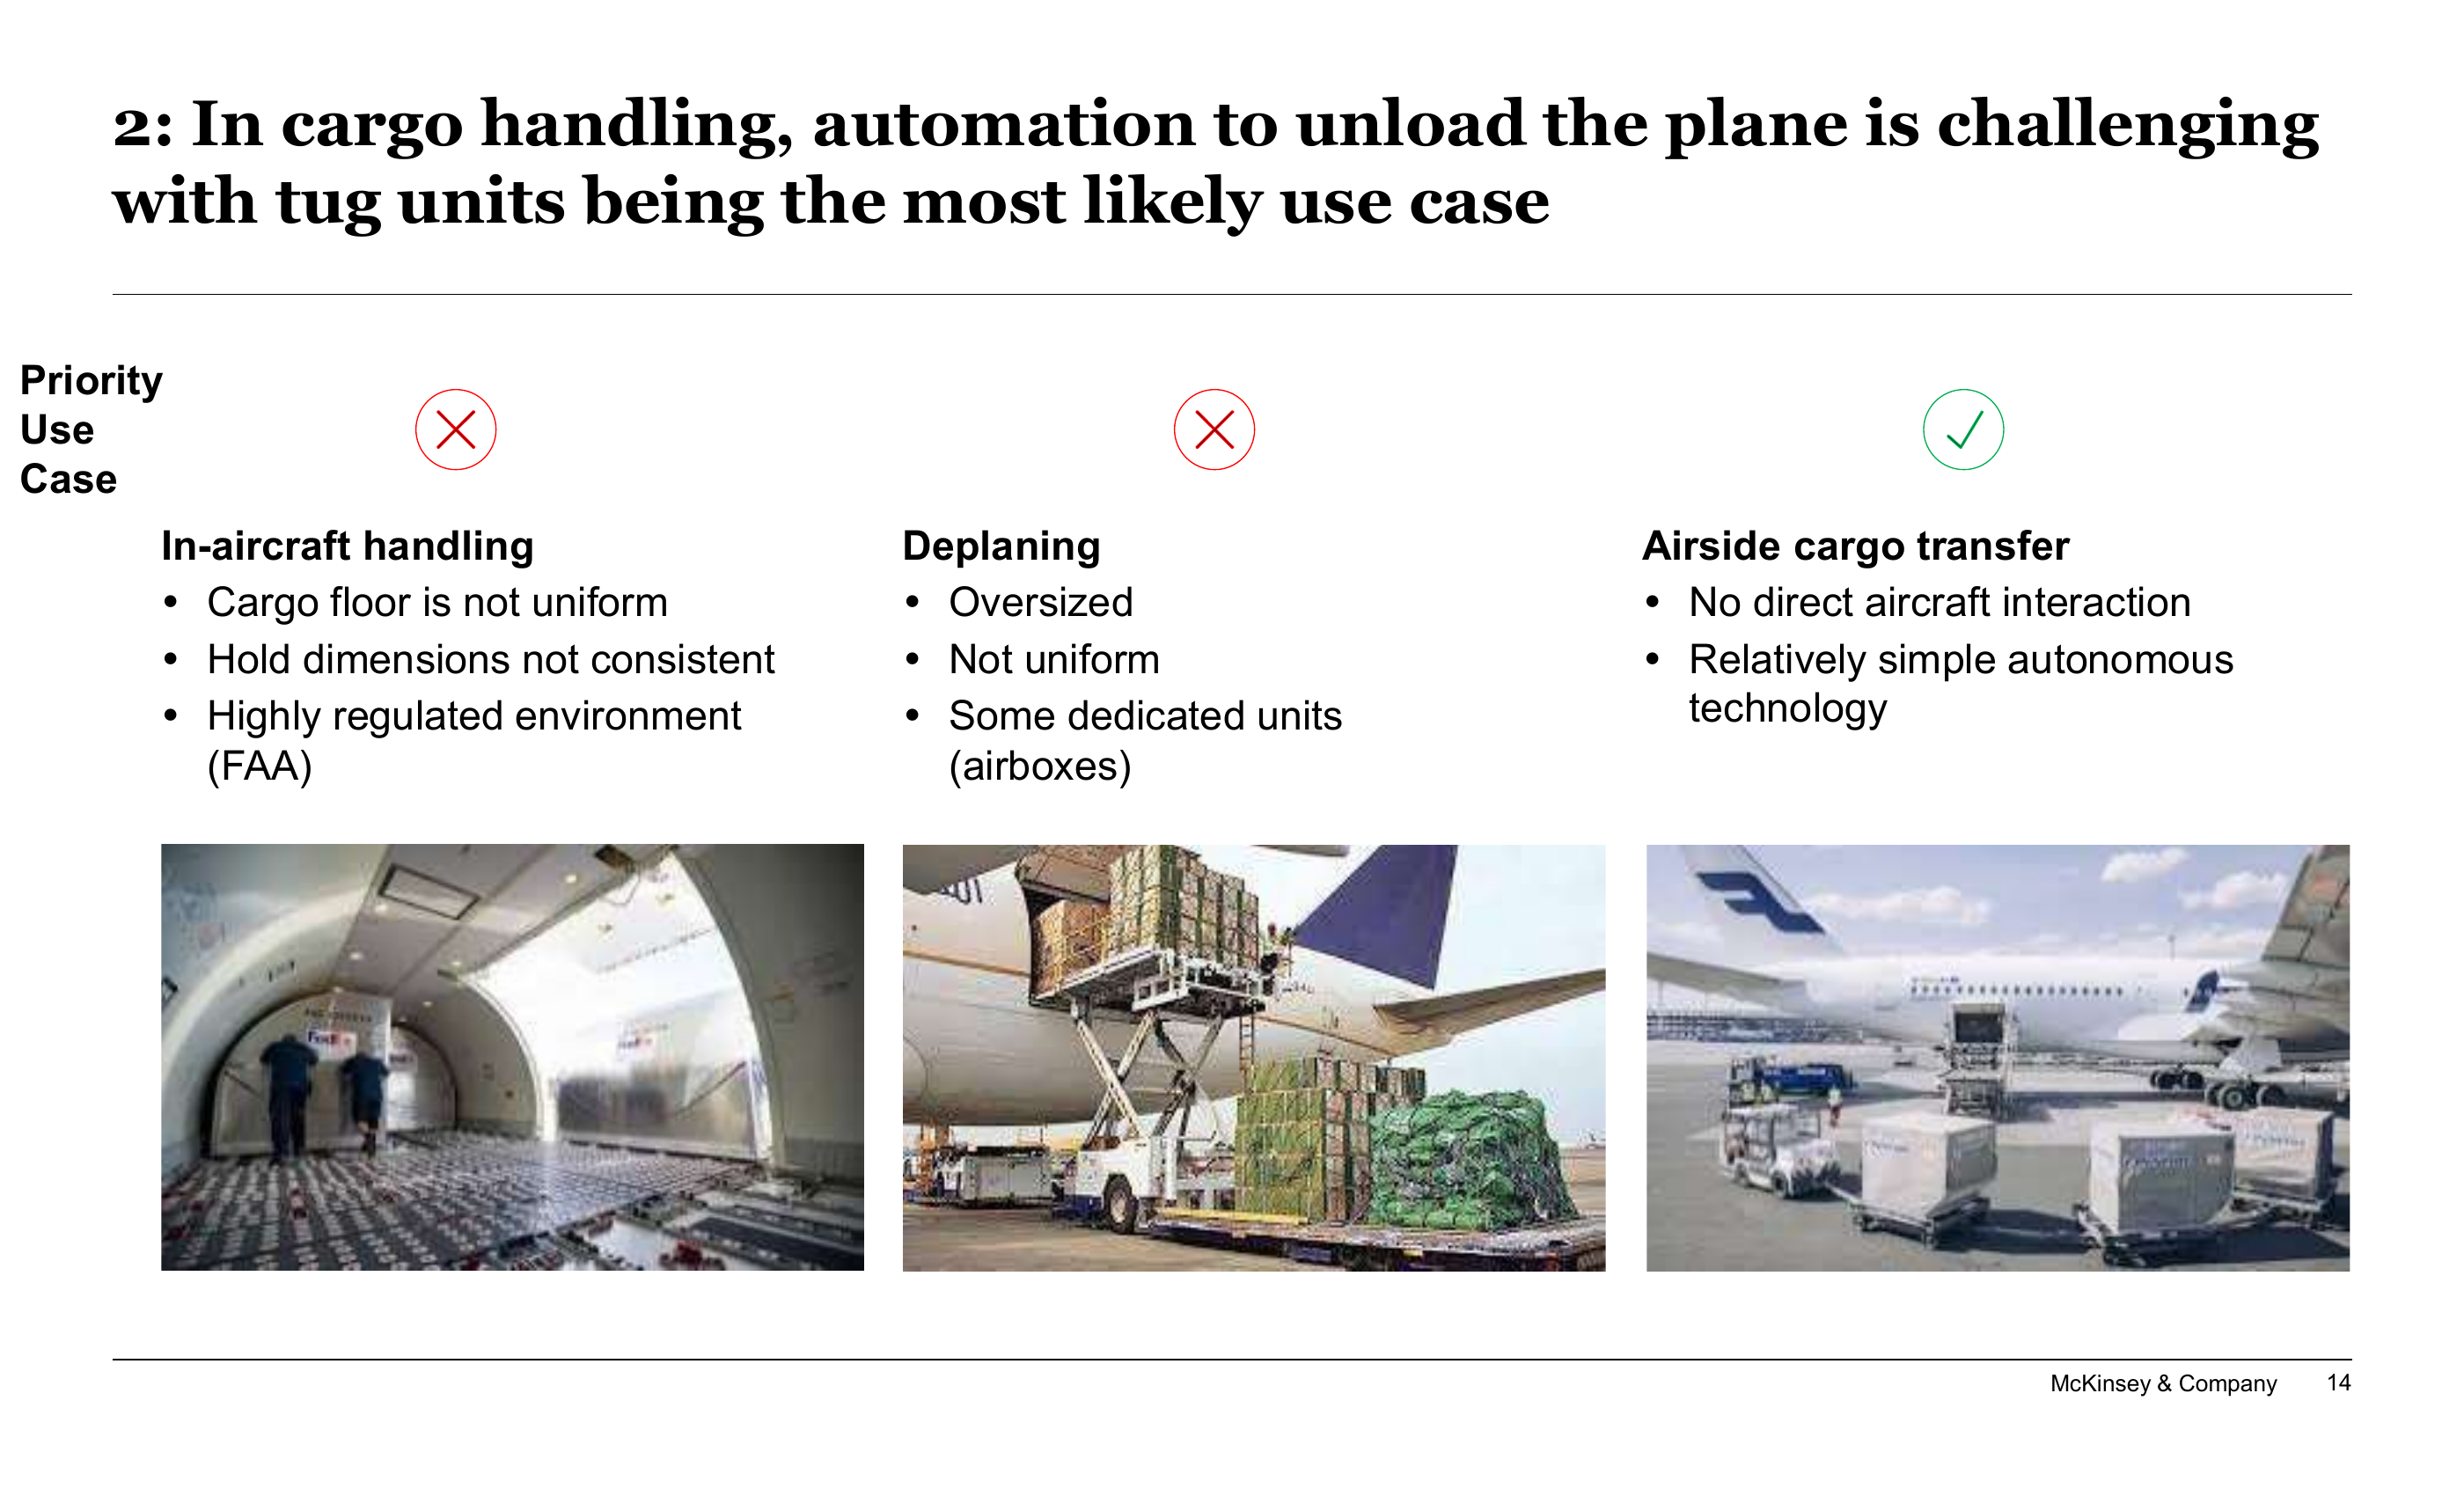 2: In cargo handling, automation to unload the plane is challenging
with tug units being the most likely use case
Priority
Use
Case
In-aircraft handling
• Cargo floor is not uniform
• Hold dimensions not consistent
• Highly regulated environment
(FAA)
Deplaning
• Oversized
• Not uniform
• Some dedicated units
(airboxes)
Airside cargo transfer
• No direct aircraft interaction
• Relatively simple autonomous
technology
FedEx
McKinsey & Company 14